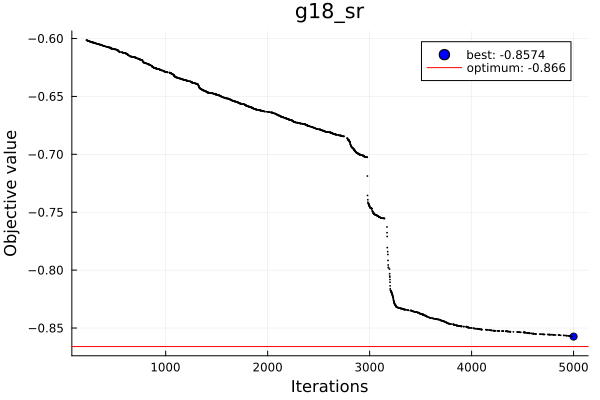 g18_sr
best: -0.8574
optimum: -0.866
Objective value
−0.60
−0.65
−0.70
−0.75
−0.80
−0.85
1000 2000 3000 4000 5000
Iterations